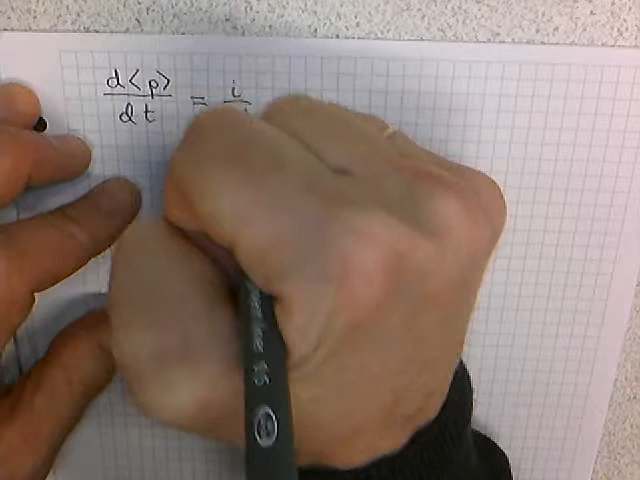 d<p>/dt = i/